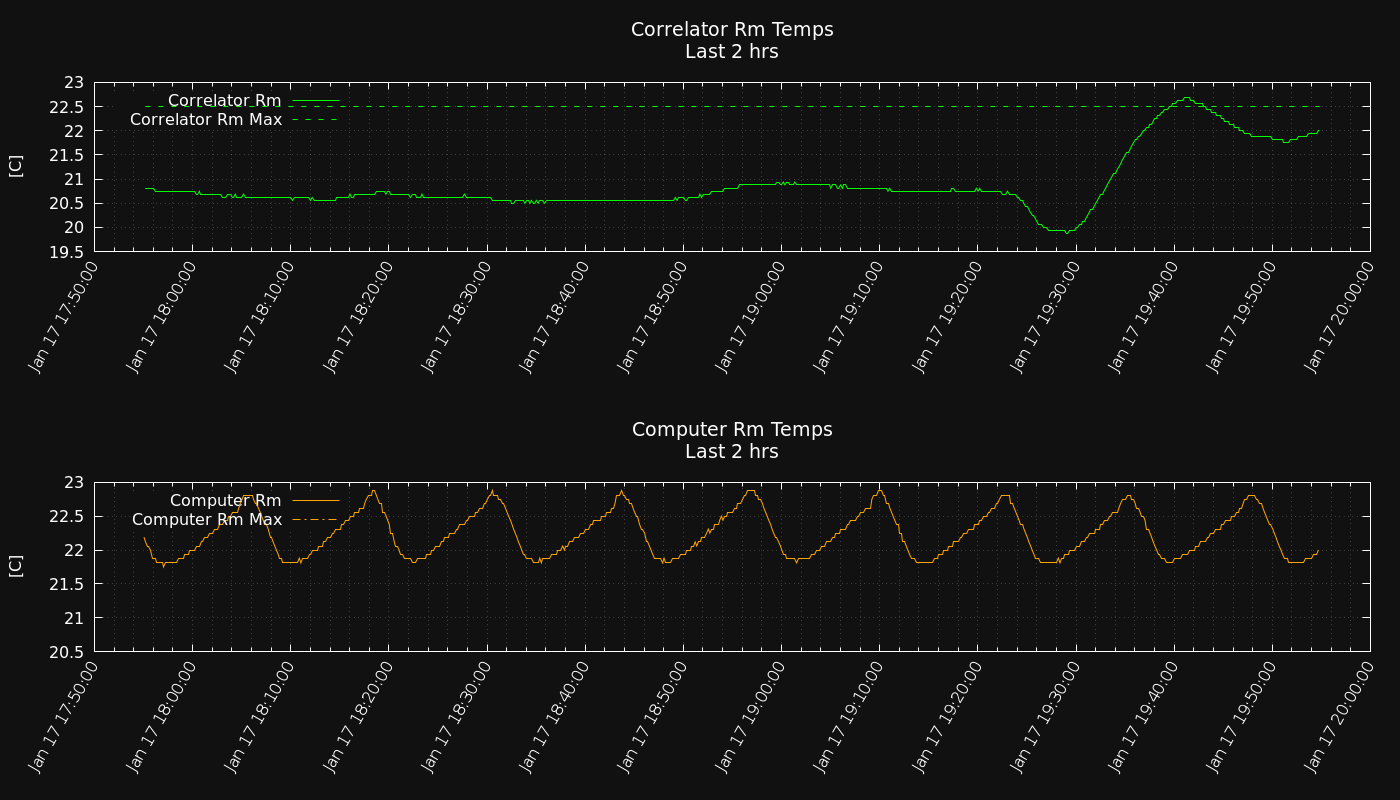 Correlator Rm Temps
Last 2 hrs
[C]
23
22.5
22
21.5
21
20.5
20
19.5
Correlator Rm
Correlator Rm Max
Jan 17 17:50:00
Jan 17 18:00:00
Jan 17 18:10:00
Jan 17 18:20:00
Jan 17 18:30:00
Jan 17 18:40:00
Jan 17 18:50:00
Jan 17 19:00:00
Jan 17 19:10:00
Jan 17 19:20:00
Jan 17 19:30:00
Jan 17 19:40:00
Jan 17 19:50:00
Jan 17 20:00:00
Computer Rm Temps
Last 2 hrs
[C]
23
22.5
22
21.5
21
20.5
Computer Rm
Computer Rm Max
Jan 17 17:50:00
Jan 17 18:00:00
Jan 17 18:10:00
Jan 17 18:20:00
Jan 17 18:30:00
Jan 17 18:40:00
Jan 17 18:50:00
Jan 17 19:00:00
Jan 17 19:10:00
Jan 17 19:20:00
Jan 17 19:30:00
Jan 17 19:40:00
Jan 17 19:50:00
Jan 17 20:00:00